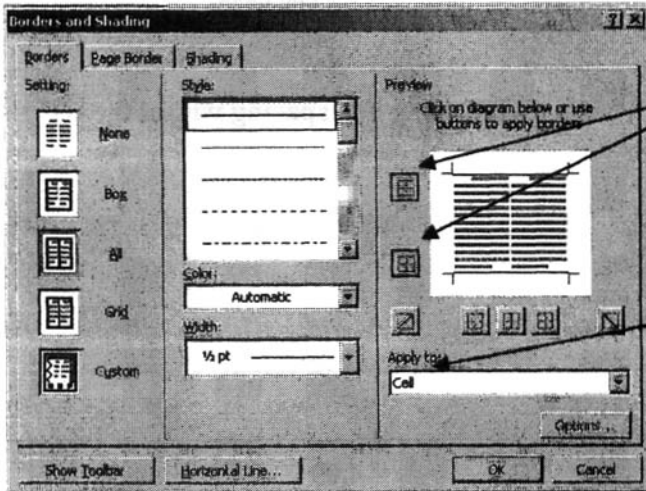 Borders and Shading
Borders
Page Border
Shading
Setting:
None
Box
All
Grid
Custom
Style:
Color:
Automatic
Width:
½ pt
Preview
Click on diagram below or use
buttons to apply borders
Apply to:
Cell
Options...
Show Toolbar
Horizontal Line...
OK
Cancel